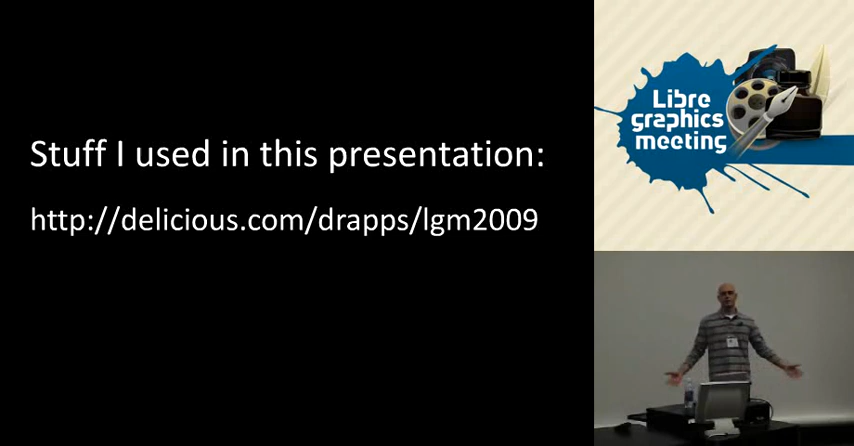 Stuff I used in this presentation:
http://delicious.com/drapps/lgm2009
Libre
graphics
meeting